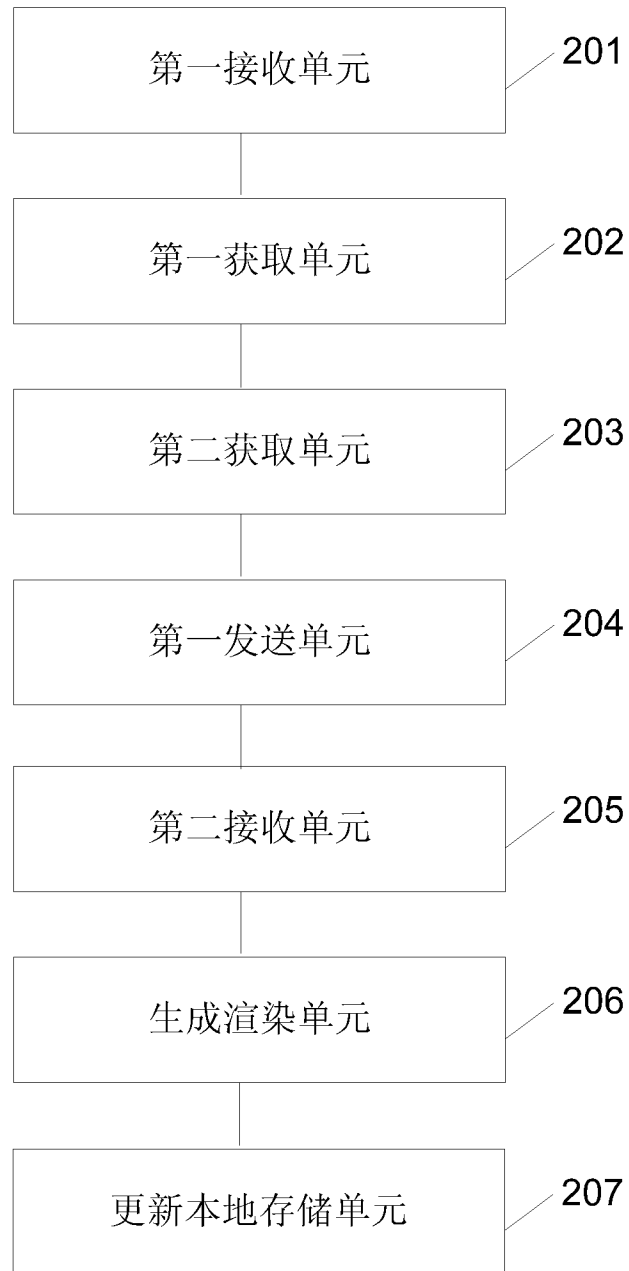 第一接收单元
201
第一获取单元
202
第二获取单元
203
第一发送单元
204
第二接收单元
205
生成渲染单元
206
更新本地存储单元
207